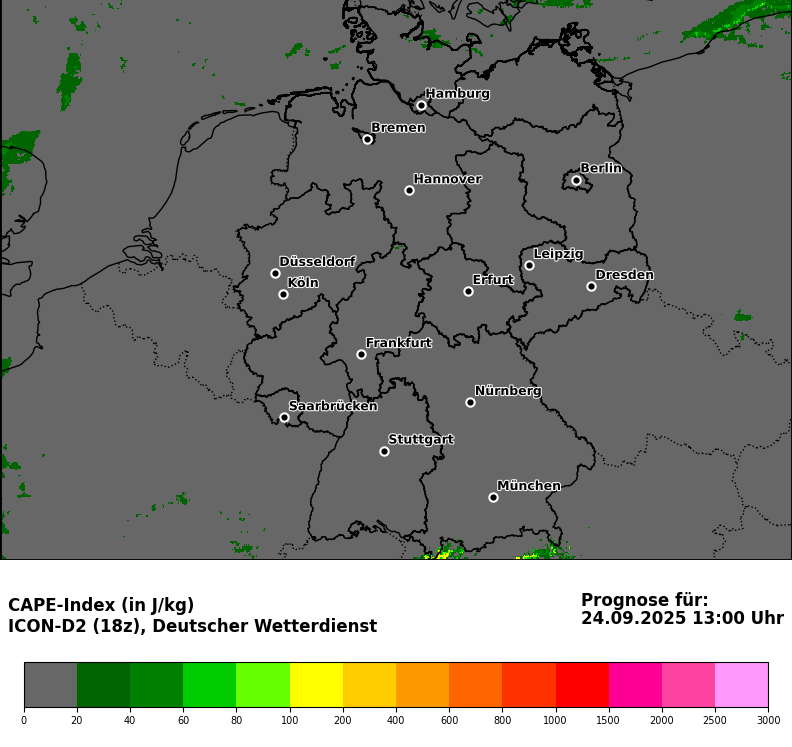 Hamburg
Bremen
Berlin
Hannover
Leipzig
Düsseldorf
Dresden
Köln
Erfurt
Frankfurt
Nürnberg
Saarbrücken
Stuttgart
München
CAPE-Index (in J/kg)
ICON-D2 (18z), Deutscher Wetterdienst
Prognose für:
24.09.2025 13:00 Uhr
0 20 40 60 80 100 200 400 600 800 1000 1500 2000 2500 3000